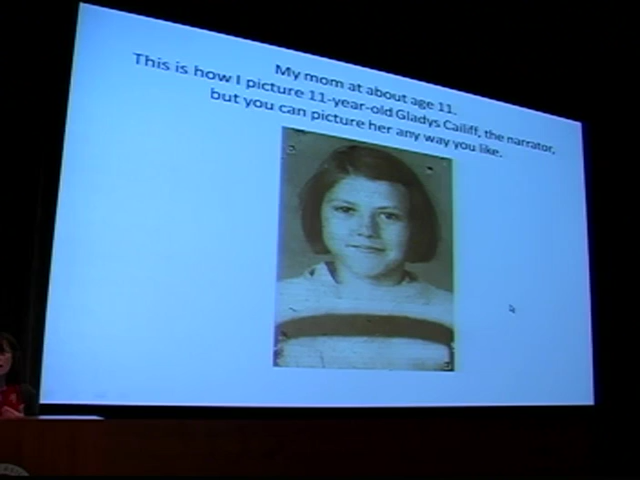 My mom at about age 11.
This is how I picture 11-year-old Gladys Cailiff, the narrator,
but you can picture her any way you like.